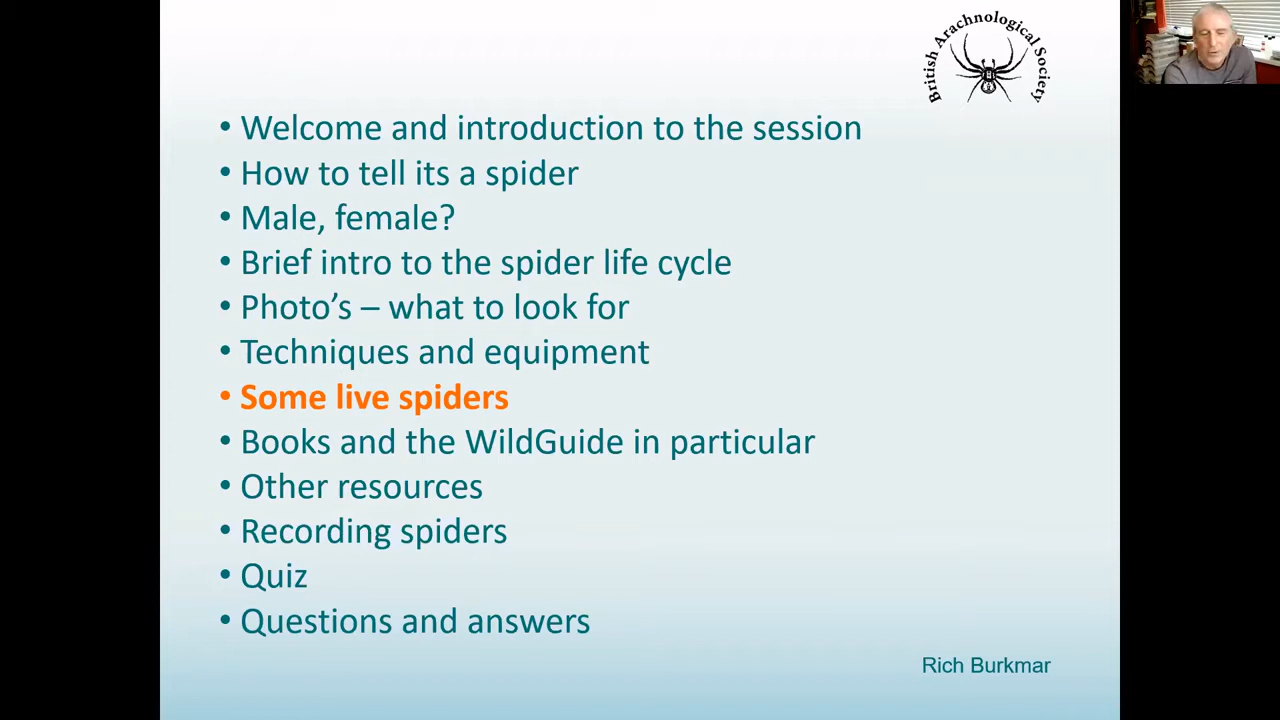 British Arachnological Society
• Welcome and introduction to the session
• How to tell its a spider
• Male, female?
• Brief intro to the spider life cycle
• Photo’s – what to look for
• Techniques and equipment
• Some live spiders
• Books and the WildGuide in particular
• Other resources
• Recording spiders
• Quiz
• Questions and answers
Rich Burkmar